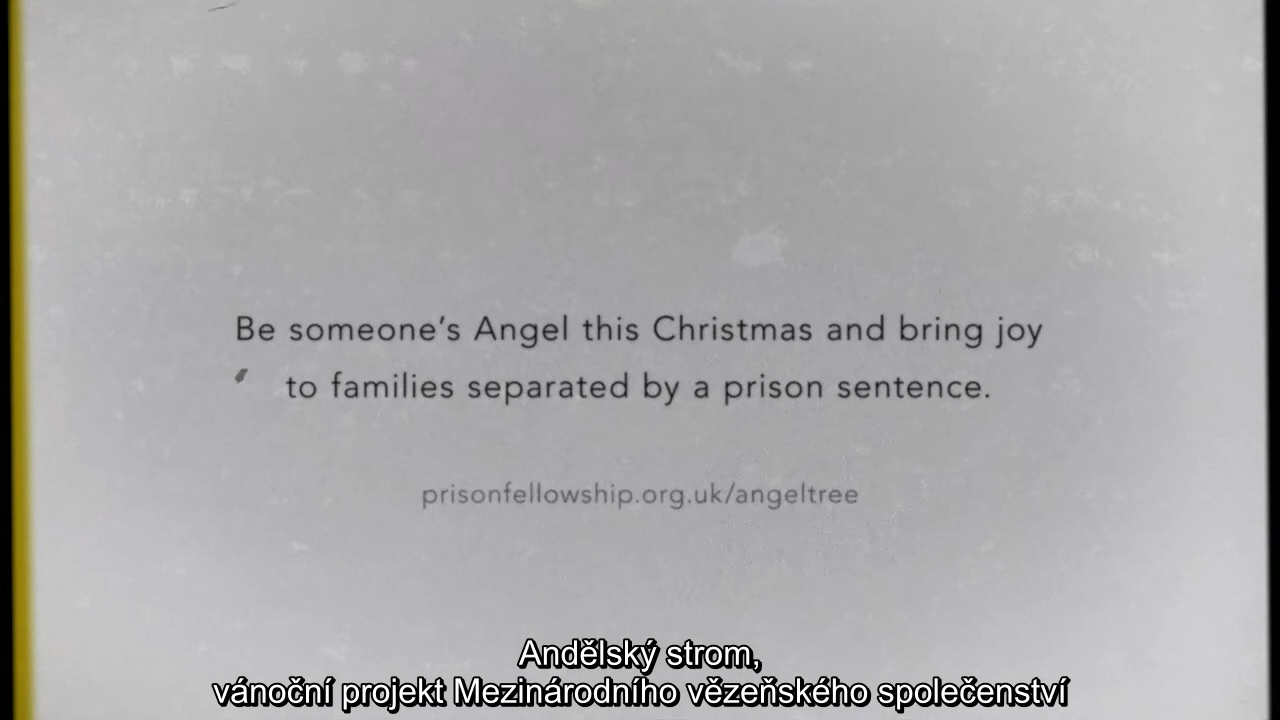 Be someone's Angel this Christmas and bring joy
to families separated by a prison sentence.
prisonfellowship.org.uk/angeltree
Andělský strom,
vánoční projekt Mezinárodního vězeňského společenství